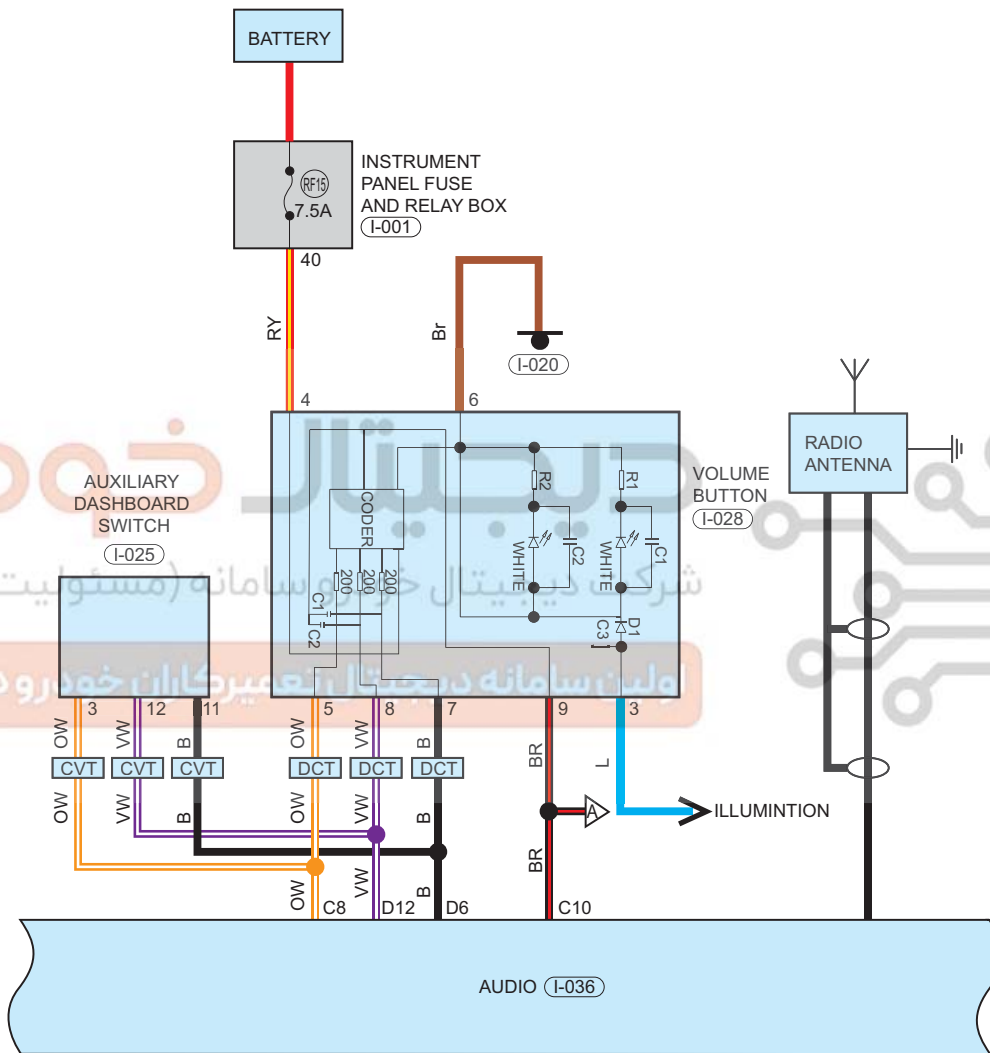 BATTERY
RF15
7.5A
INSTRUMENT
PANEL FUSE
AND RELAY BOX
I-001
40
RY
Br
I-020
4
6
RADIO
ANTENNA
VOLUME
BUTTON
I-028
AUXILIARY
DASHBOARD
SWITCH
I-025
CODER
R2
R1
WHITE
C2
WHITE
C1
200
200
200
C1
C2
C3
D1
دیجیتال خود
شرکت دیجیتال خودرو سامانه (مسئولیت
اولین سامانه دیجیتال تعمیرکاران خودرو د
3
12
11
5
8
7
9
3
OW
VW
B
OW
VW
B
BR
L
CVT
CVT
CVT
DCT
DCT
DCT
OW
VW
B
OW
VW
B
A
ILLUMINTION
BR
OW
VW
B
C8
D12
D6
C10
AUDIO
I-036